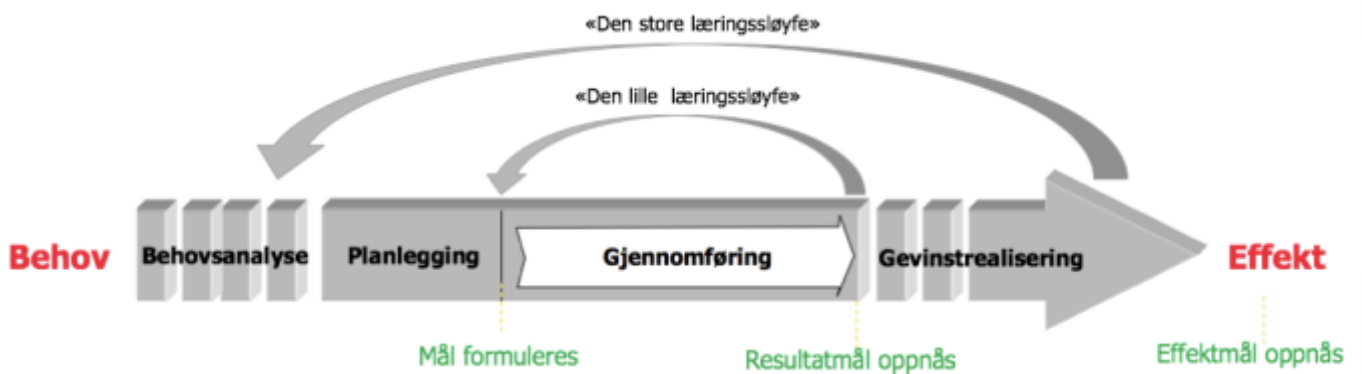 «Den store læringssløyfe»
«Den lille læringssløyfe»
Behov
Behovsanalyse
Planlegging
Gjennomføring
Gevinstrealisering
Effekt
Mål formuleres
Resultatmål oppnås
Effektmål oppnås